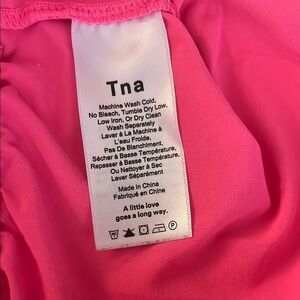 Tna
Machine Wash Cold,
No Bleach, Tumble Dry Low,
Low Iron, Or Dry Clean
Wash Separately
Laver À La Machine À
L'eau Froide,
Pas De Blanchiment,
Sécher à Basse Température,
Repasser à Basse Température,
Ou Nettoyer à Sac
Laver Séparément
Made in China
Fabriqué en China
A little love
goes a long way.